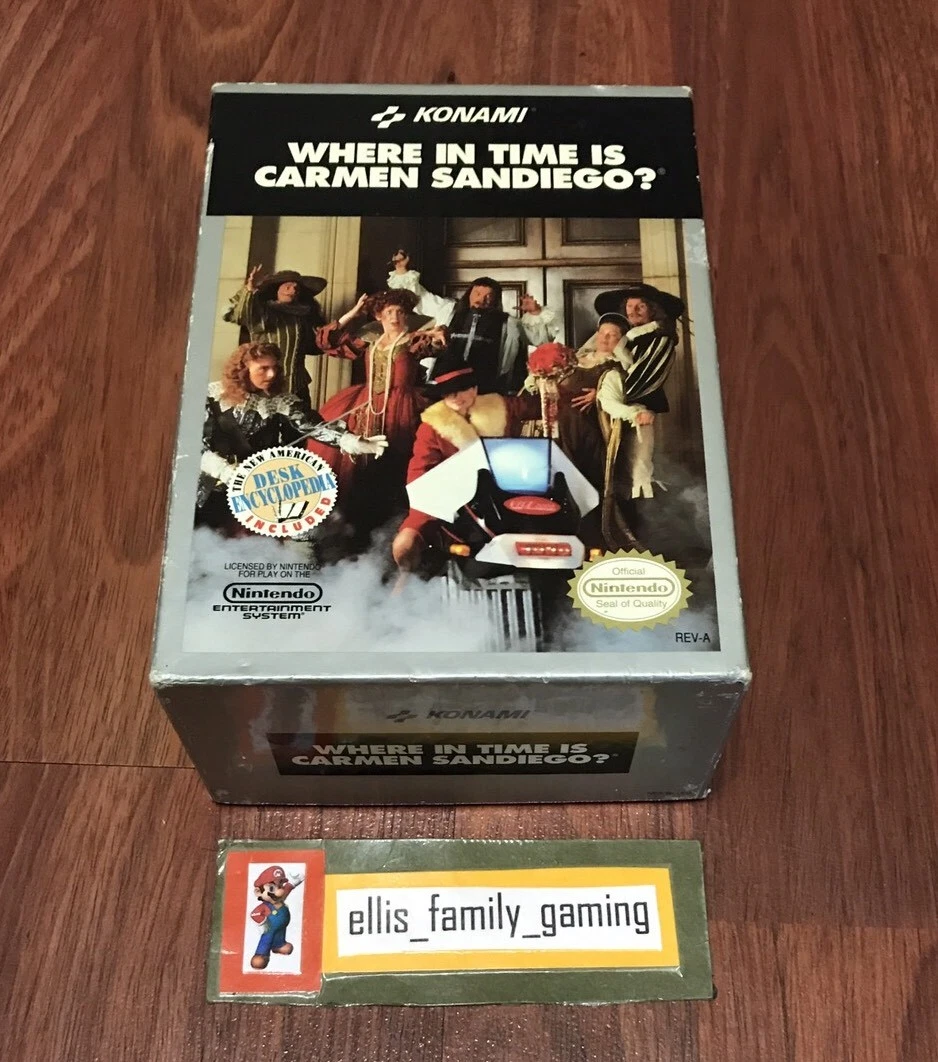 KONAMI®
WHERE IN TIME IS
CARMEN SANDIEGO?®
THE NEW AMERICAN
DESK
ENCYCLOPEDIA
INCLUDED
LICENSED BY NINTENDO
FOR PLAY ON THE
Nintendo
ENTERTAINMENT
SYSTEM®
Official
Nintendo
Seal of Quality
REV-A
KONAMI
WHERE IN TIME IS
CARMEN SANDIEGO?®
ellis_family_gaming